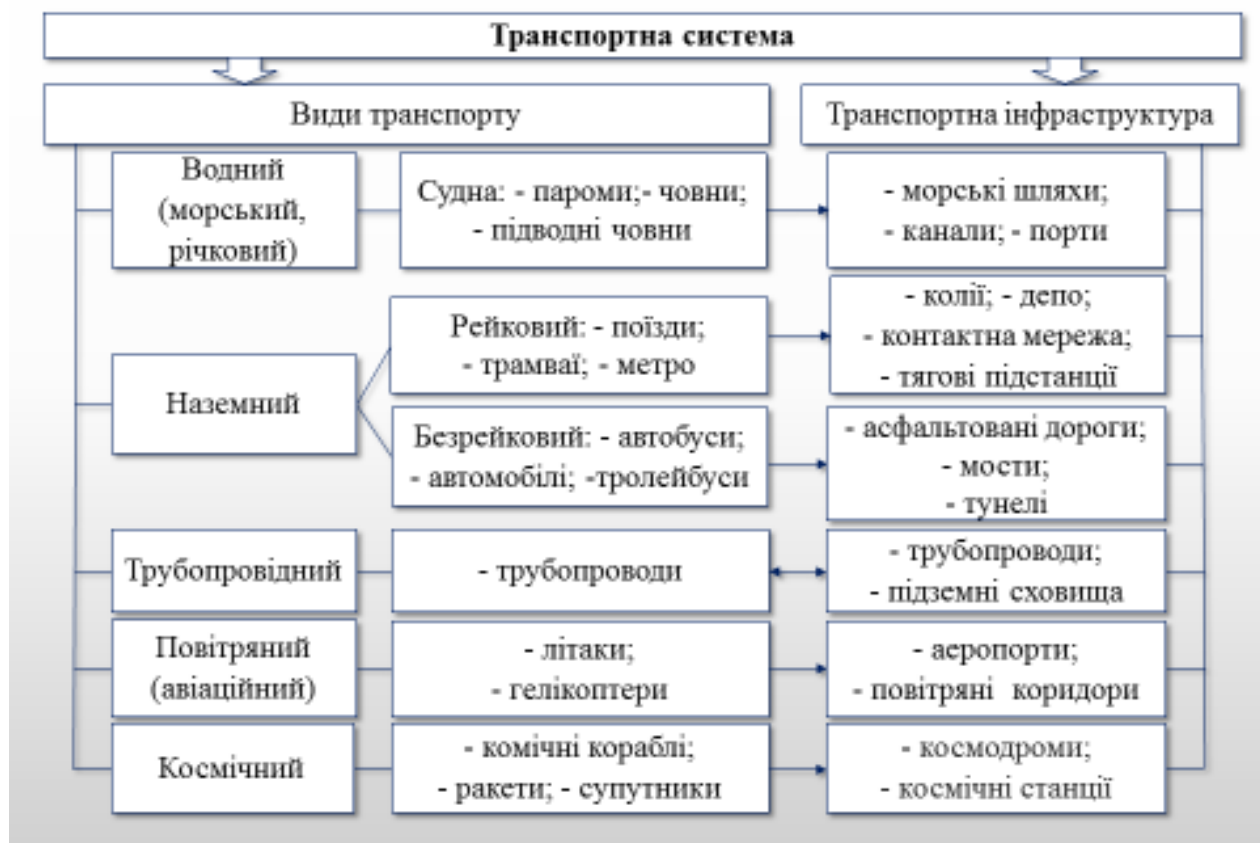 Транспортна система
Види транспорту
Транспортна інфраструктура
Водний
(морський,
річковий)
Судна: - пароми;- човни;
- підводні човни
- морські шляхи;
- канали; - порти
Наземний
Рейковий: - поїзди;
- трамваї; - метро
- колії; - депо;
- контактна мережа;
- тягові підстанції
Безрейковий: - автобуси;
- автомобілі; -тролейбуси
- асфальтовані дороги;
- мости;
- тунелі
Трубопровідний
- трубопроводи
- трубопроводи;
- підземні сховища
Повітряний
(авіаційний)
- літаки;
- гелікоптери
- аеропорти;
- повітряні коридори
Космічний
- комічні кораблі;
- ракети; - супутники
- космодроми;
- космічні станції